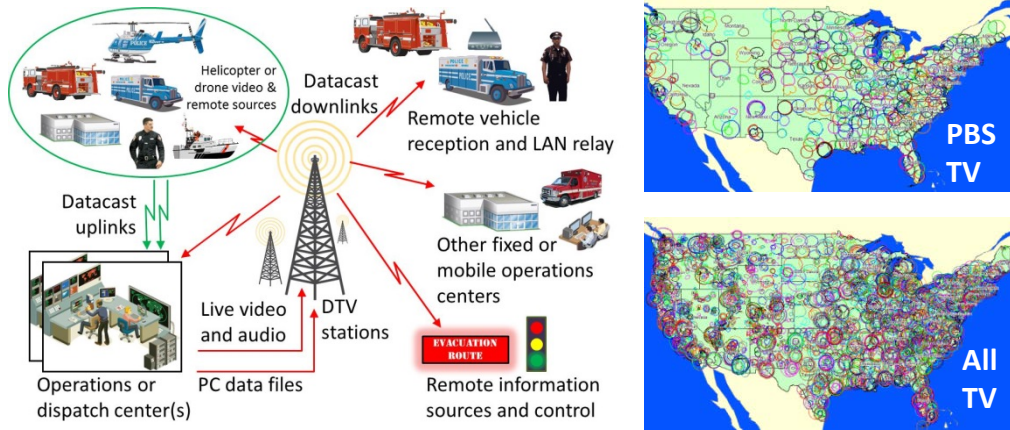 POLICE
Helicopter or
drone video &
remote sources
Datacast
downlinks
Remote vehicle
reception and LAN relay
Datacast
uplinks
Other fixed or
mobile operations
centers
Live video
and audio
DTV
stations
EVACUATION
ROUTE
Operations or
dispatch center(s)
PC data files
Remote information
sources and control
PBS
TV
All
TV